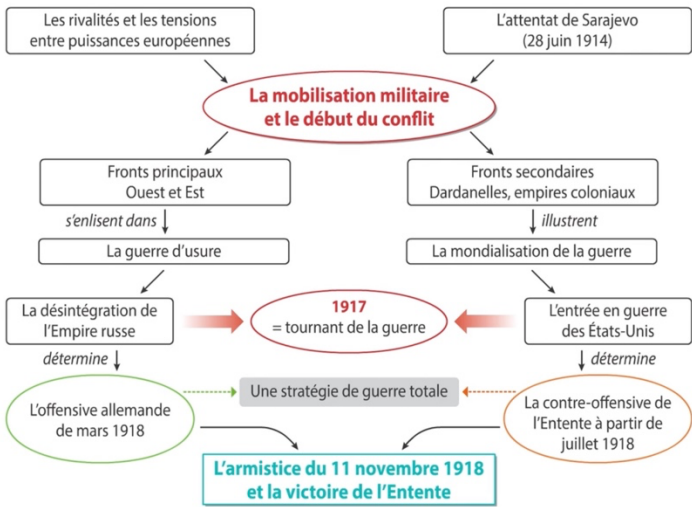 Les rivalités et les tensions
entre puissances européennes
L'attentat de Sarajevo
(28 juin 1914)
La mobilisation militaire
et le début du conflit
Fronts principaux
Ouest et Est
Fronts secondaires
Dardanelles, empires coloniaux
s'enlisent dans
illustrent
La guerre d'usure
La mondialisation de la guerre
La désintégration de
l'Empire russe
1917
= tournant de la guerre
L'entrée en guerre
des États-Unis
détermine
détermine
L'offensive allemande
de mars 1918
Une stratégie de guerre totale
La contre-offensive de
l'Entente à partir de
juillet 1918
L'armistice du 11 novembre 1918
et la victoire de l'Entente